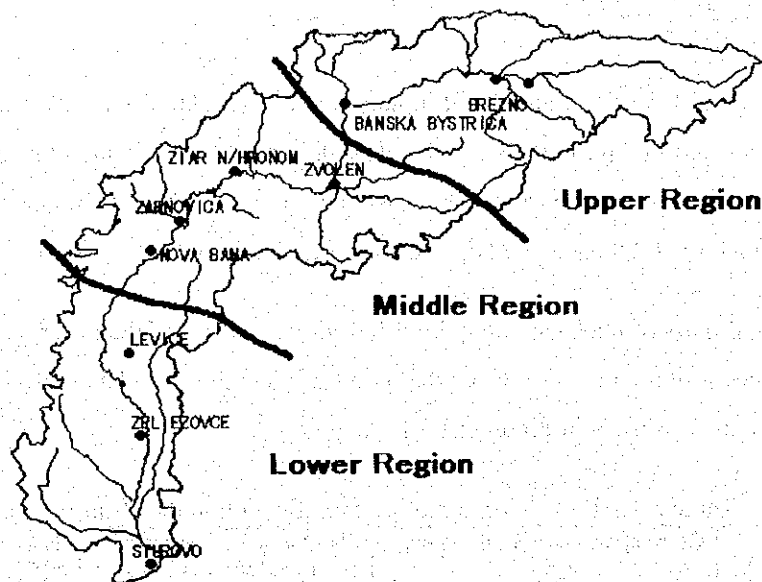 BREZNO
BANSKA BYSTRICA
ZIAR N/HRONOM
ZVOLEN
Upper Region
ZARNOVICA
NOVA BANA
Middle Region
LEVICE
ZELIEZOVCE
Lower Region
STUROVO